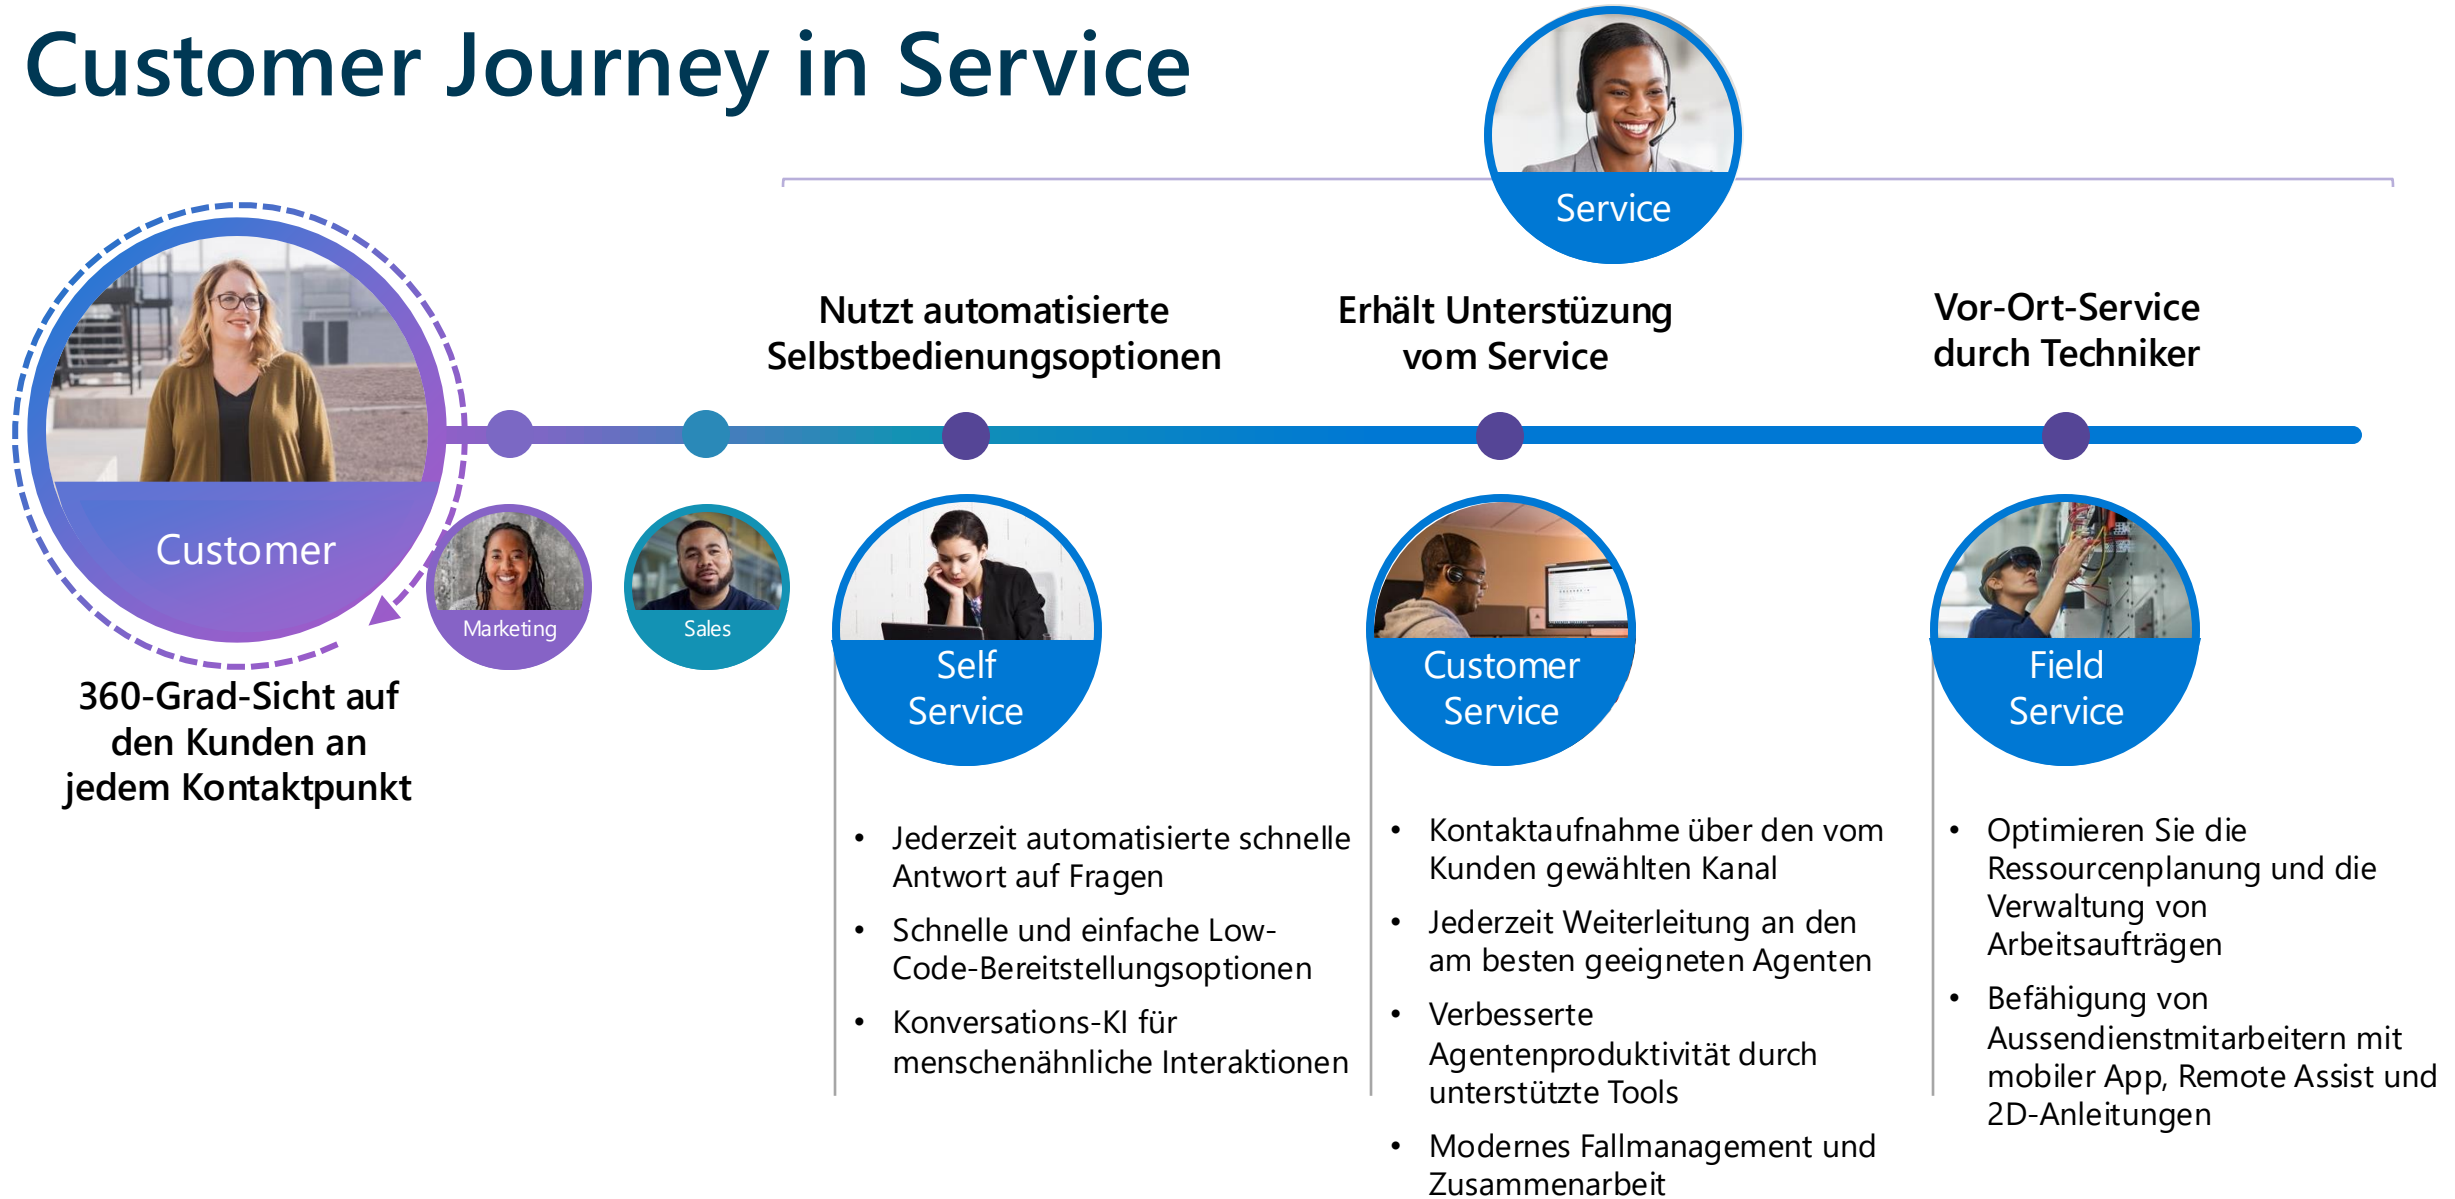 Customer Journey in Service
Service
Nutzt automatisierte
Selbstbedienungsoptionen
Erhält Unterstüzung
vom Service
Vor-Ort-Service
durch Techniker
Customer
360-Grad-Sicht auf
den Kunden an
jedem Kontaktpunkt
Marketing
Sales
Self
Service
• Jederzeit automatisierte schnelle
Antwort auf Fragen
• Schnelle und einfache Low-
Code-Bereitstellungsoptionen
• Konversations-KI für
menschenähnliche Interaktionen
Customer
Service
• Kontaktaufnahme über den vom
Kunden gewählten Kanal
• Jederzeit Weiterleitung an den
am besten geeigneten Agenten
• Verbesserte
Agentenproduktivität durch
unterstützte Tools
• Modernes Fallmanagement und
Zusammenarbeit
Field
Service
• Optimieren Sie die
Ressourcenplanung und die
Verwaltung von
Arbeitsaufträgen
• Befähigung von
Aussendienstmitarbeitern mit
mobiler App, Remote Assist und
2D-Anleitungen